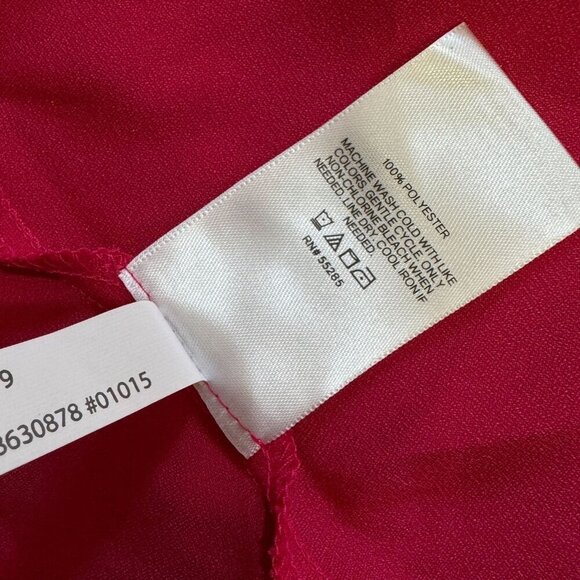 100% POLYESTER
MACHINE WASH COLD WITH LIKE
COLORS, GENTLE CYCLE. ONLY
NON-CHLORINE BLEACH WHEN
NEEDED. LINE DRY. COOL IRON IF
NEEDED.
RN# 55285
9
3630878 #01015